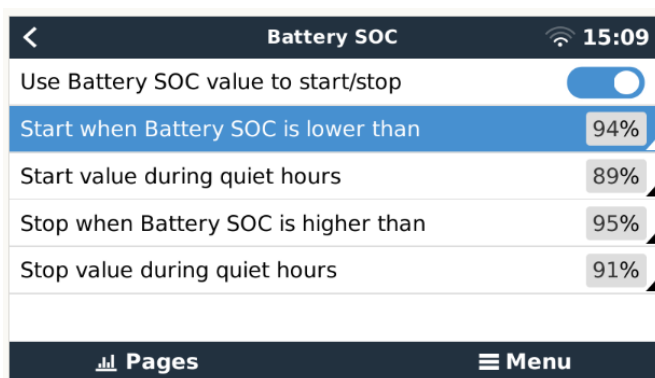 Battery SOC 15:09
Use Battery SOC value to start/stop
Start when Battery SOC is lower than 94%
Start value during quiet hours 89%
Stop when Battery SOC is higher than 95%
Stop value during quiet hours 91%
Pages Menu